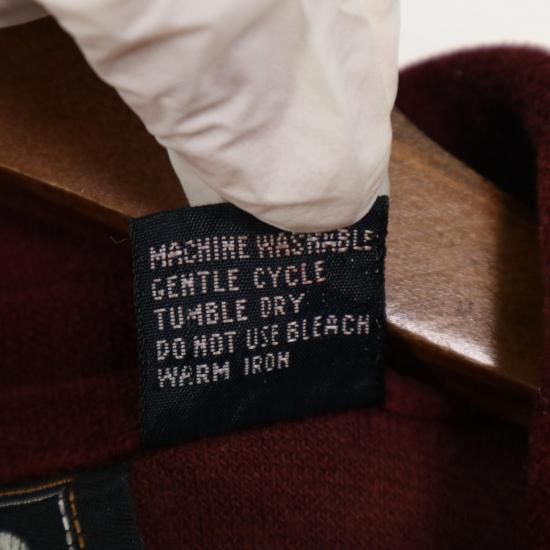 MACHINE WASHABLE
GENTLE CYCLE
TUMBLE DRY
DO NOT USE BLEACH
WARM IRON